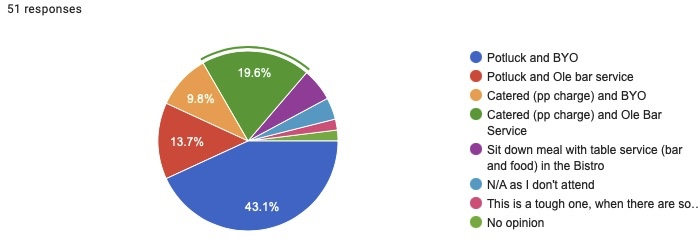 51 responses
19.6%
9.8%
13.7%
43.1%
Potluck and BYO
Potluck and Ole bar service
Catered (pp charge) and BYO
Catered (pp charge) and Ole Bar
Service
Sit down meal with table service (bar
and food) in the Bistro
N/A as I don't attend
This is a tough one, when there are so…
No opinion